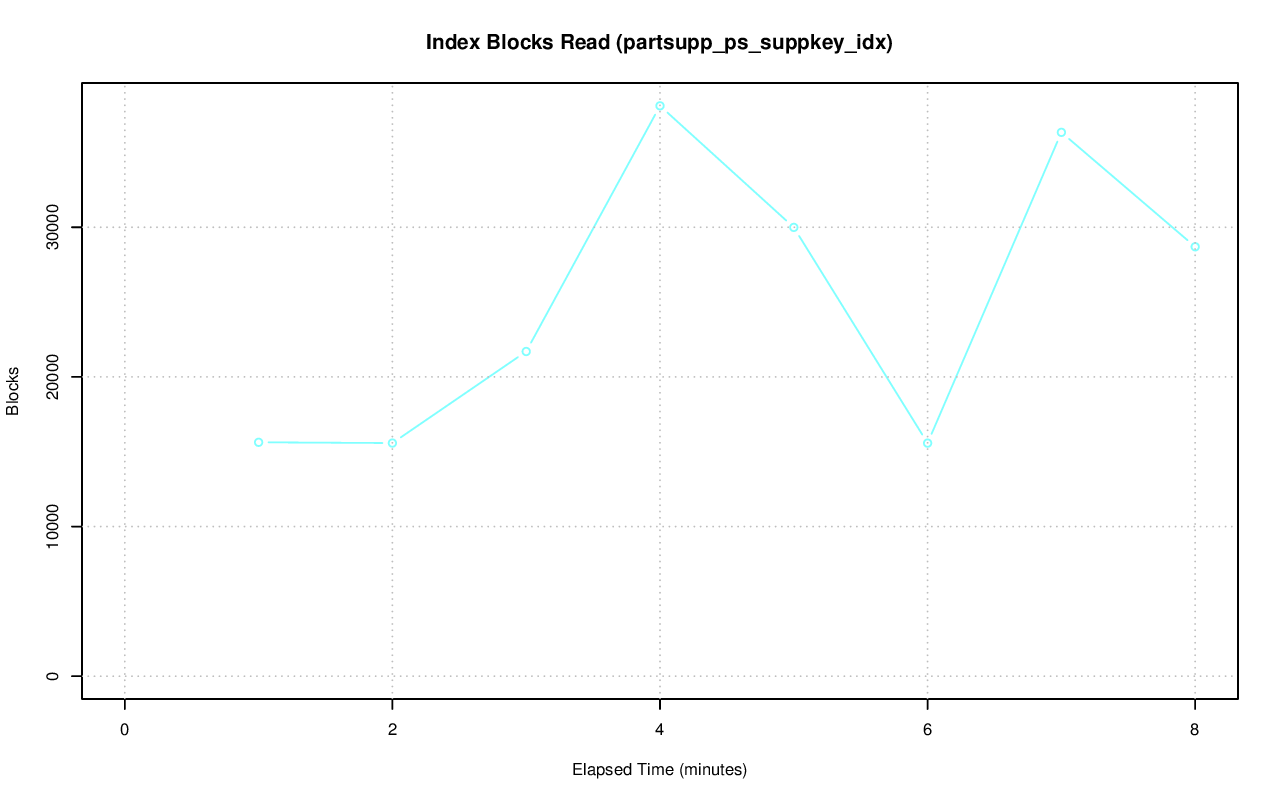 Index Blocks Read (partsupp_ps_suppkey_idx)
Blocks
30000
20000
10000
0
0 2 4 6 8
Elapsed Time (minutes)